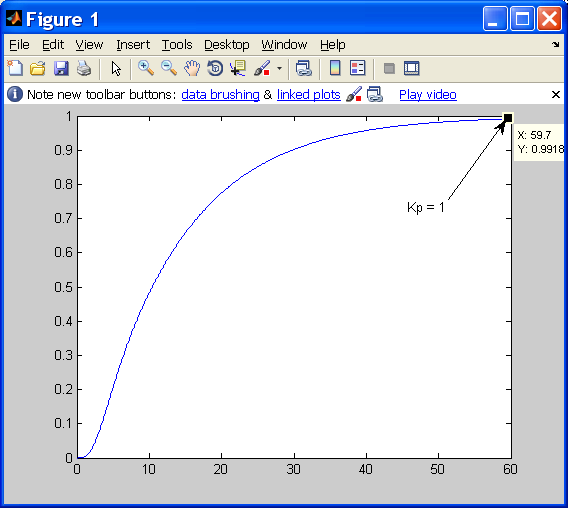 Figure 1
File Edit View Insert Tools Desktop Window Help
Note new toolbar buttons: data brushing & linked plots Play video
1
0.9
0.8
0.7
0.6
0.5
0.4
0.3
0.2
0.1
0
X: 59.7
Y: 0.9918
Kp = 1
0 10 20 30 40 50 60